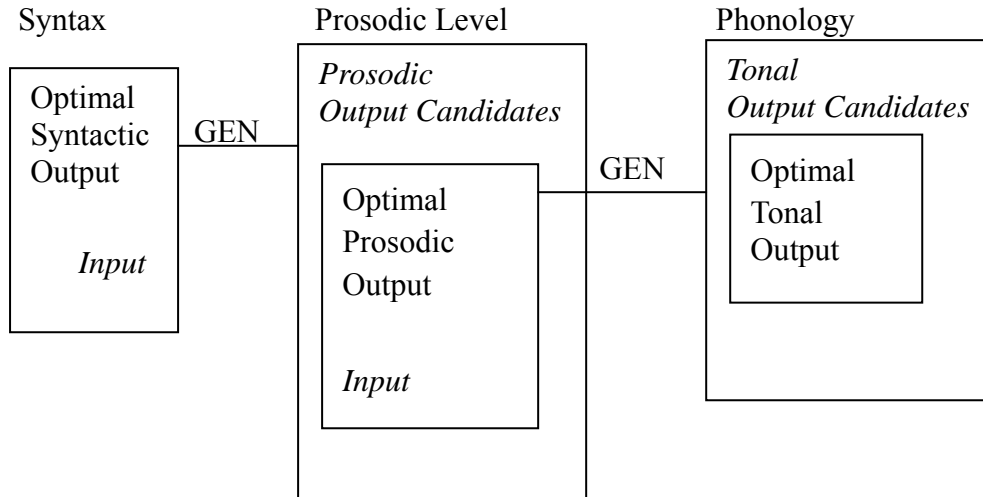 Syntax
Optimal
Syntactic
Output
Input
GEN
Prosodic Level
Prosodic
Output Candidates
Optimal
Prosodic
Output
Input
GEN
Phonology
Tonal
Output Candidates
Optimal
Tonal
Output